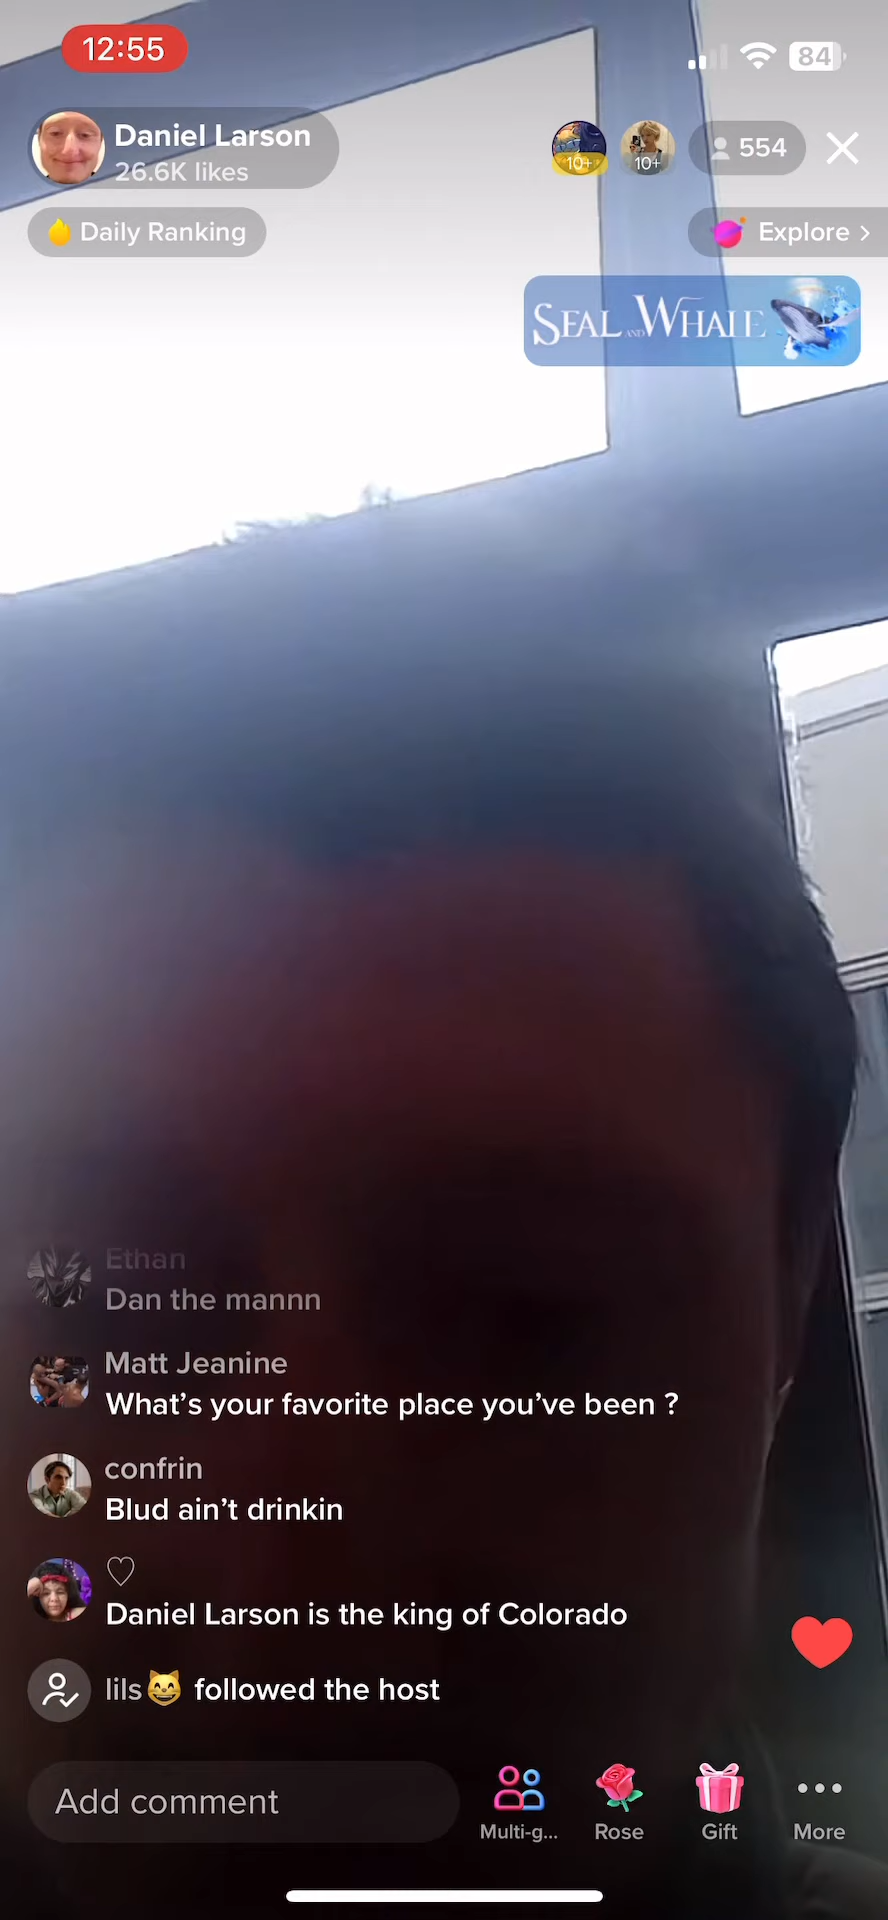 12:55
84
Daniel Larson
26.6K likes
10+
10+
554
Daily Ranking
Explore >
SEAL AND WHALE
Ethan
Dan the mannn
Matt Jeanine
What's your favorite place you've been ?
confrin
Blud ain't drinkin
♡
Daniel Larson is the king of Colorado
lils😺 followed the host
Add comment
Multi-g...
Rose
Gift
More